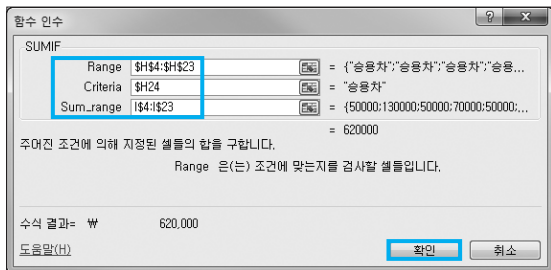 함수 인수
SUMIF
Range $H$4:$H$23 = {"승용차";"승용차";"승용차";"승용...
Criteria $H24 = "승용차"
Sum_range I$4:I$23 = {50000;130000;50000;70000;50000;...
= 620000
주어진 조건에 의해 지정된 셀들의 합을 구합니다.
Range 은(는) 조건에 맞는지를 검사할 셀들입니다.
수식 결과= ₩ 620,000
도움말(H) 확인 취소